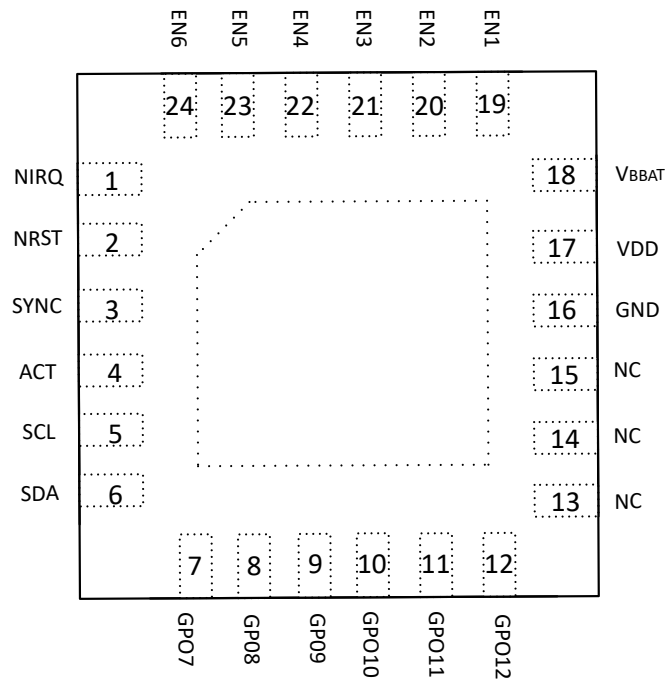 EN6 EN5 EN4 EN3 EN2 EN1
24 23 22 21 20 19
NIRQ 1 18 VBBAT
NRST 2 17 VDD
SYNC 3 16 GND
ACT 4 15 NC
SCL 5 14 NC
SDA 6 13 NC
7 8 9 10 11 12
GPO7 GP08 GP09 GPO10 GPO11 GPO12